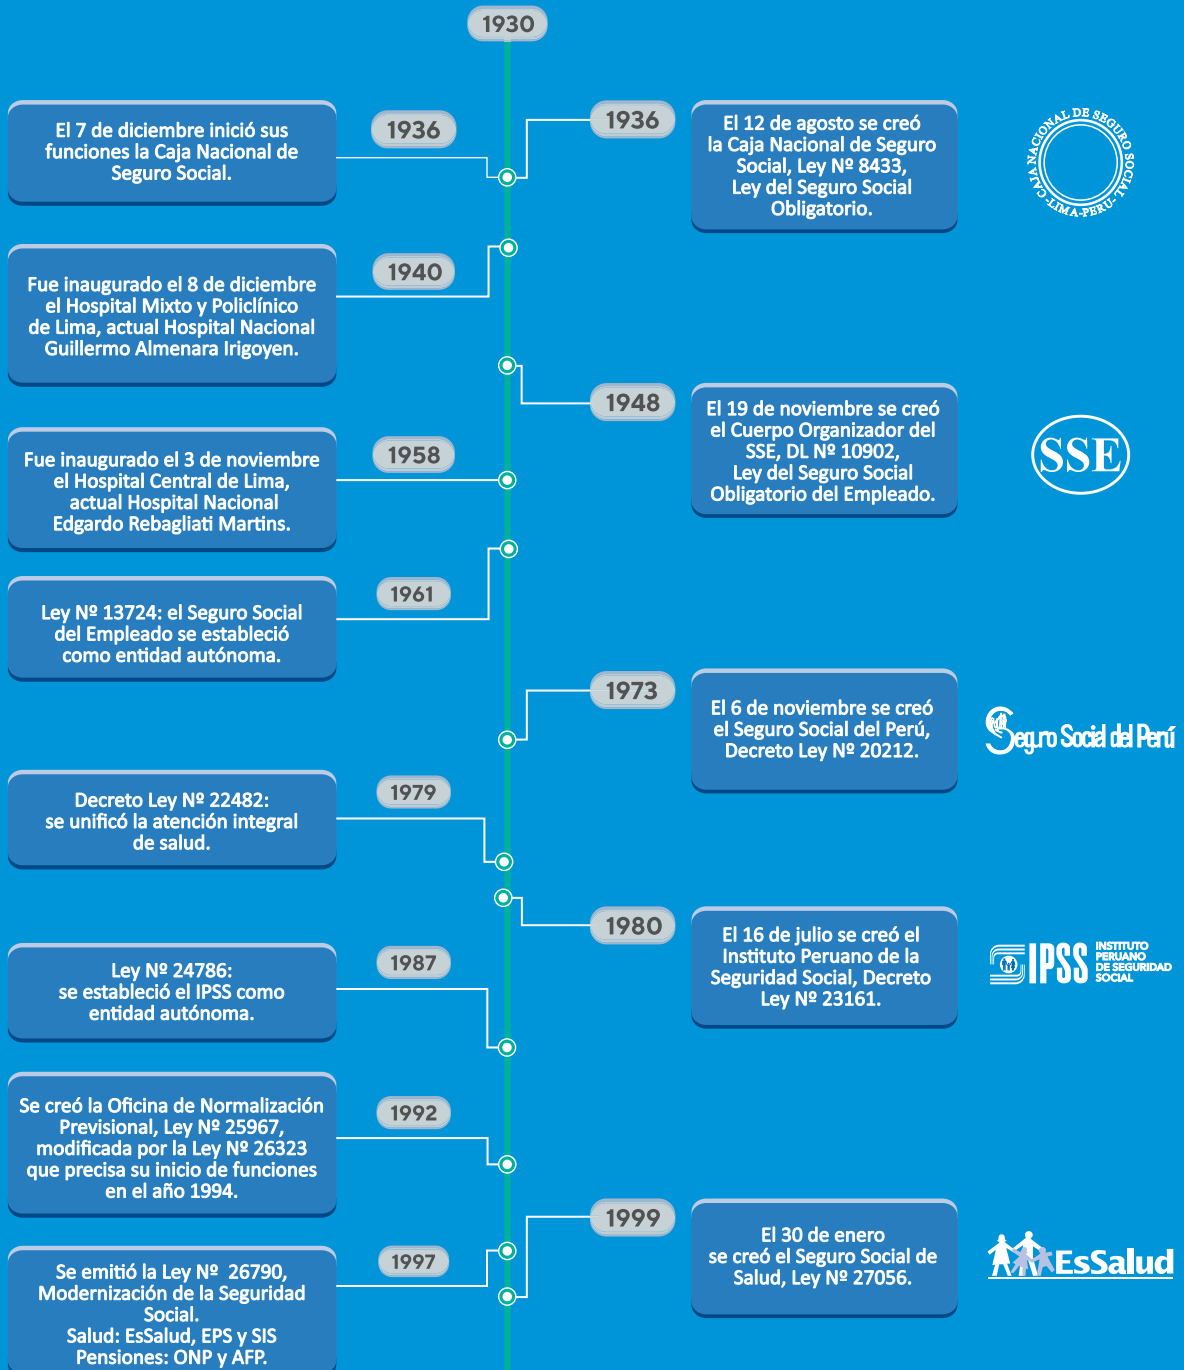 1930
1936
El 7 de diciembre inició sus
funciones la Caja Nacional de
Seguro Social.
1936
El 12 de agosto se creó
la Caja Nacional de Seguro
Social, Ley Nº 8433,
Ley del Seguro Social
Obligatorio.
CAJA NACIONAL DE SEGURO SOCIAL
-LIMA-PERU-
1940
Fue inaugurado el 8 de diciembre
el Hospital Mixto y Policlínico
de Lima, actual Hospital Nacional
Guillermo Almenara Irigoyen.
1948
El 19 de noviembre se creó
el Cuerpo Organizador del
SSE, DL Nº 10902,
Ley del Seguro Social
Obligatorio del Empleado.
SSE
1958
Fue inaugurado el 3 de noviembre
el Hospital Central de Lima,
actual Hospital Nacional
Edgardo Rebagliati Martins.
1961
Ley Nº 13724: el Seguro Social
del Empleado se estableció
como entidad autónoma.
1973
El 6 de noviembre se creó
el Seguro Social del Perú,
Decreto Ley Nº 20212.
Seguro Social del Perú
1979
Decreto Ley Nº 22482:
se unificó la atención integral
de salud.
1980
El 16 de julio se creó el
Instituto Peruano de la
Seguridad Social, Decreto
Ley Nº 23161.
IPSS
INSTITUTO
PERUANO
DE SEGURIDAD
SOCIAL
1987
Ley Nº 24786:
se estableció el IPSS como
entidad autónoma.
1992
Se creó la Oficina de Normalización
Previsional, Ley Nº 25967,
modificada por la Ley Nº 26323
que precisa su inicio de funciones
en el año 1994.
1997
Se emitió la Ley Nº 26790,
Modernización de la Seguridad
Social.
Salud: EsSalud, EPS y SIS
Pensiones: ONP y AFP.
1999
El 30 de enero
se creó el Seguro Social de
Salud, Ley Nº 27056.
EsSalud